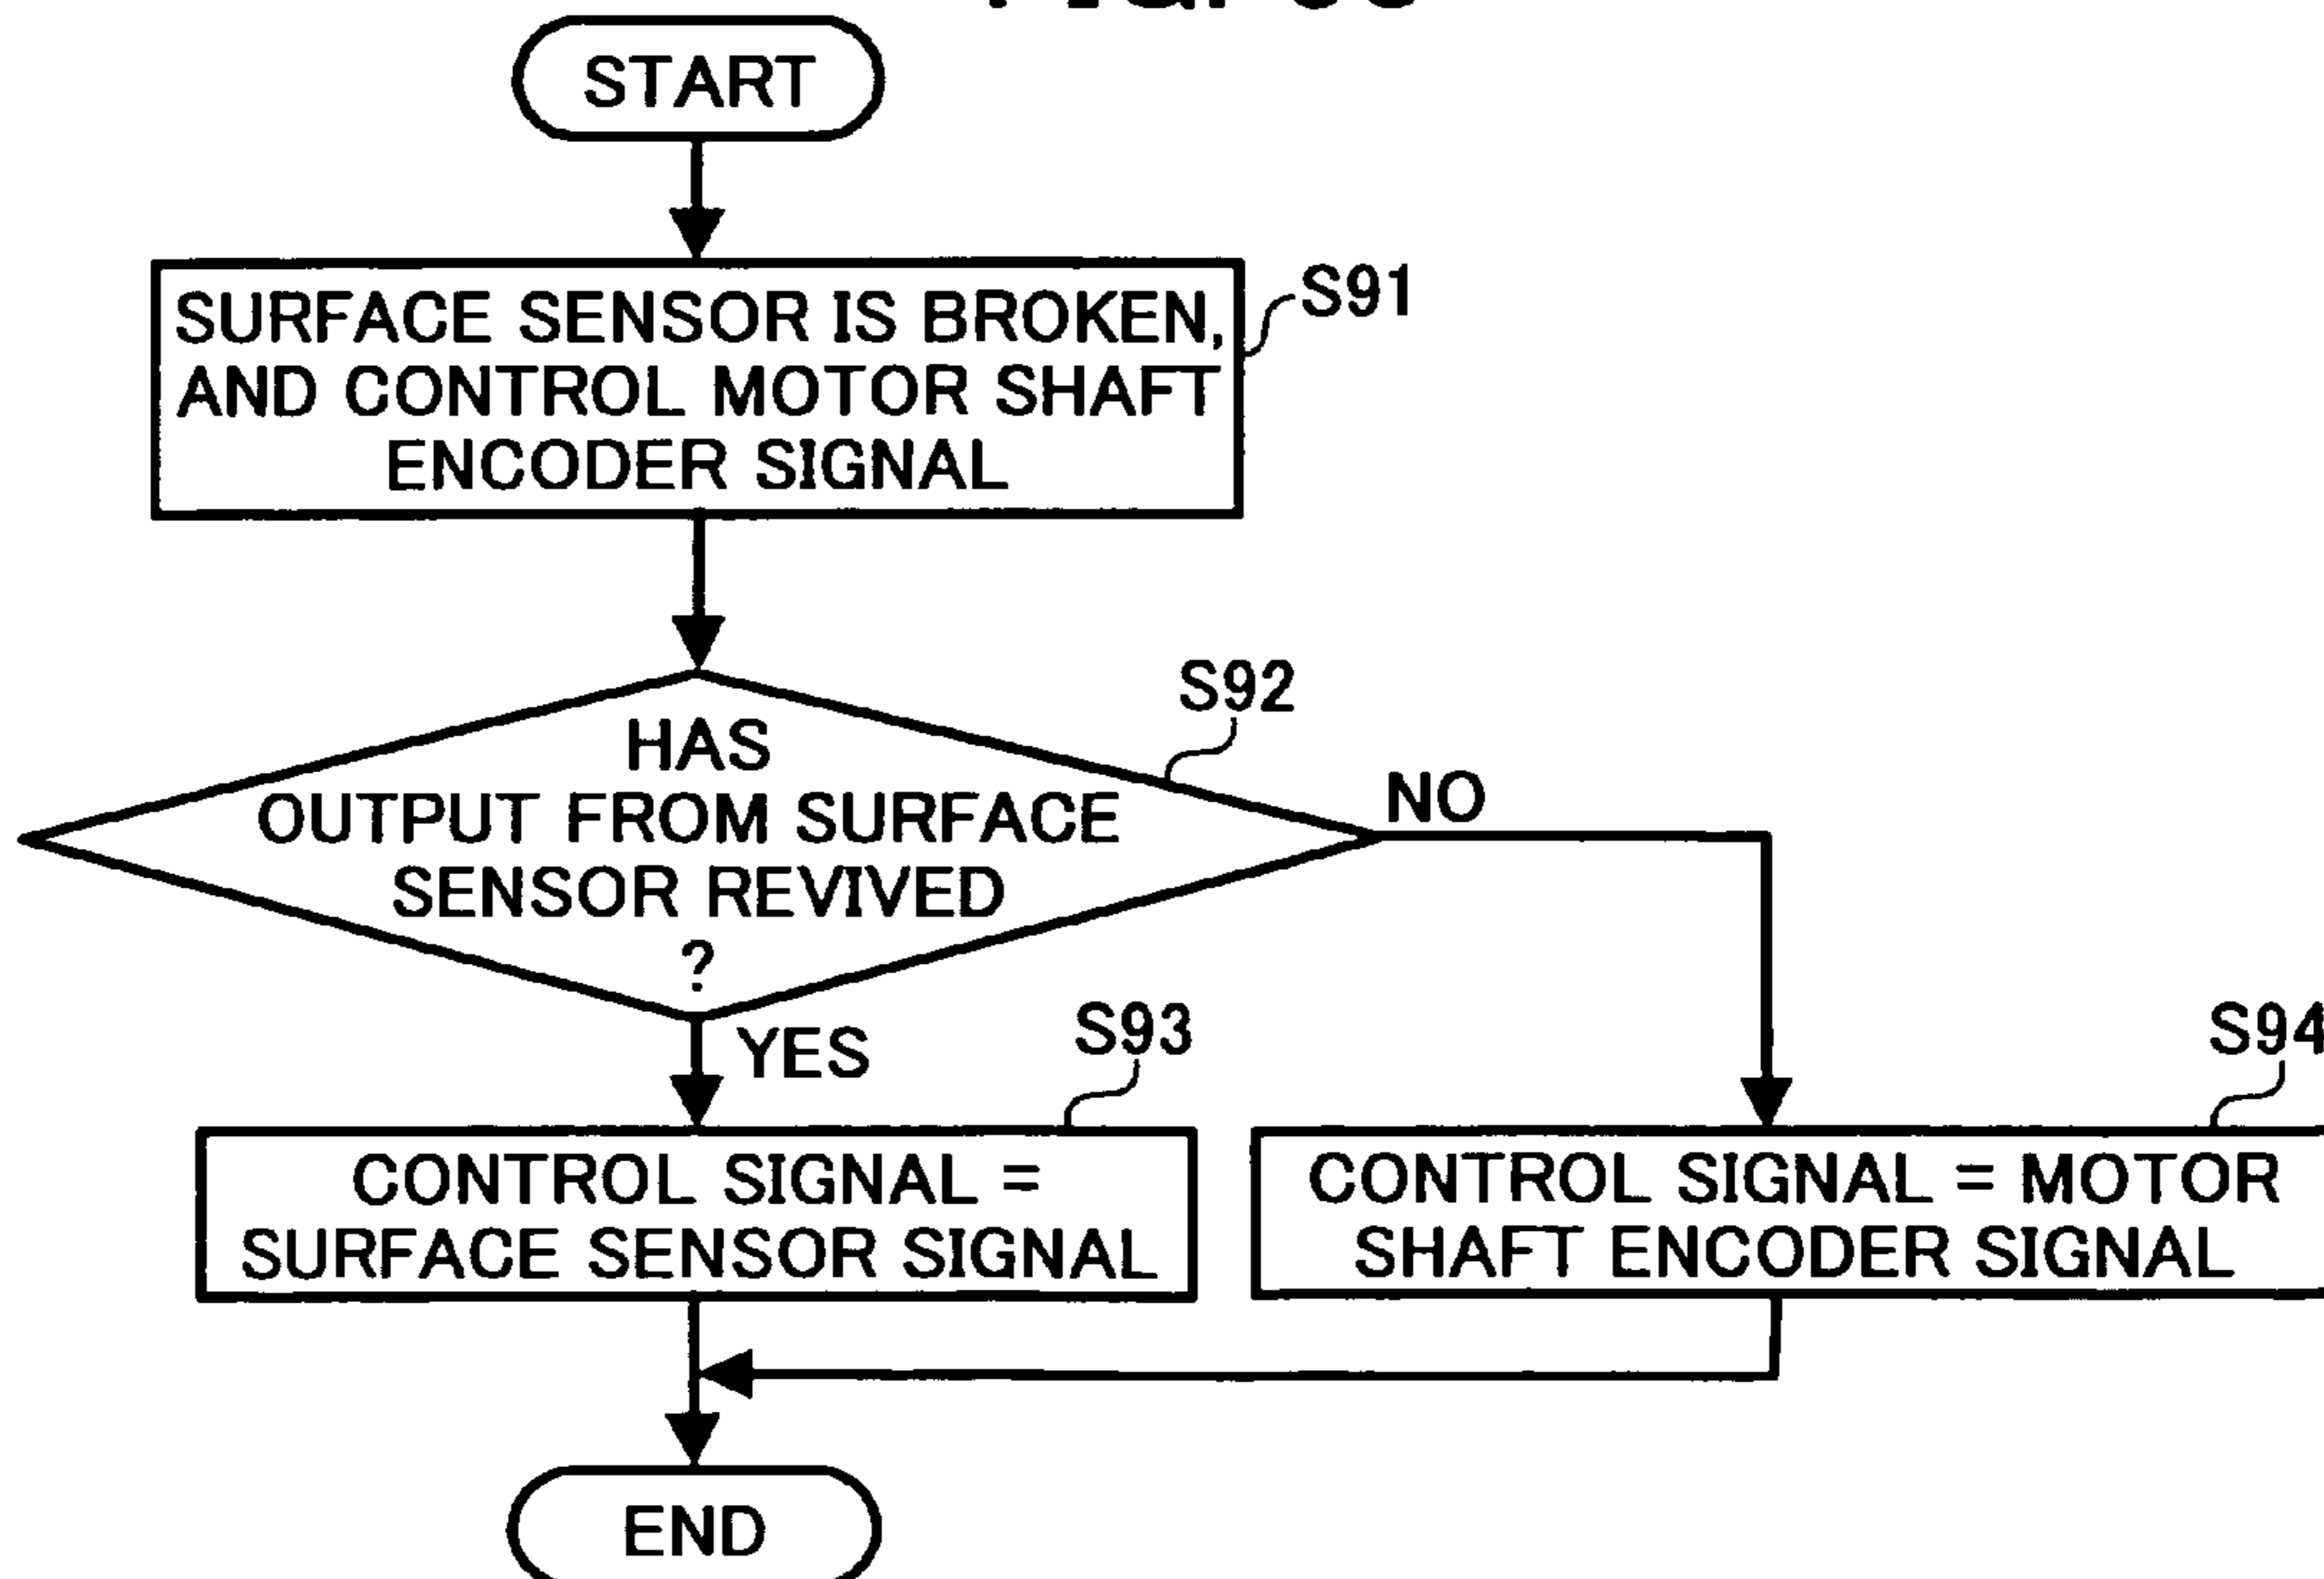 START
SURFACE SENSOR IS BROKEN,
AND CONTROL MOTOR SHAFT
ENCODER SIGNAL
S91
HAS
OUTPUT FROM SURFACE
SENSOR REVIVED
?
S92
NO
YES
S93
CONTROL SIGNAL =
SURFACE SENSOR SIGNAL
S94
CONTROL SIGNAL = MOTOR
SHAFT ENCODER SIGNAL
END